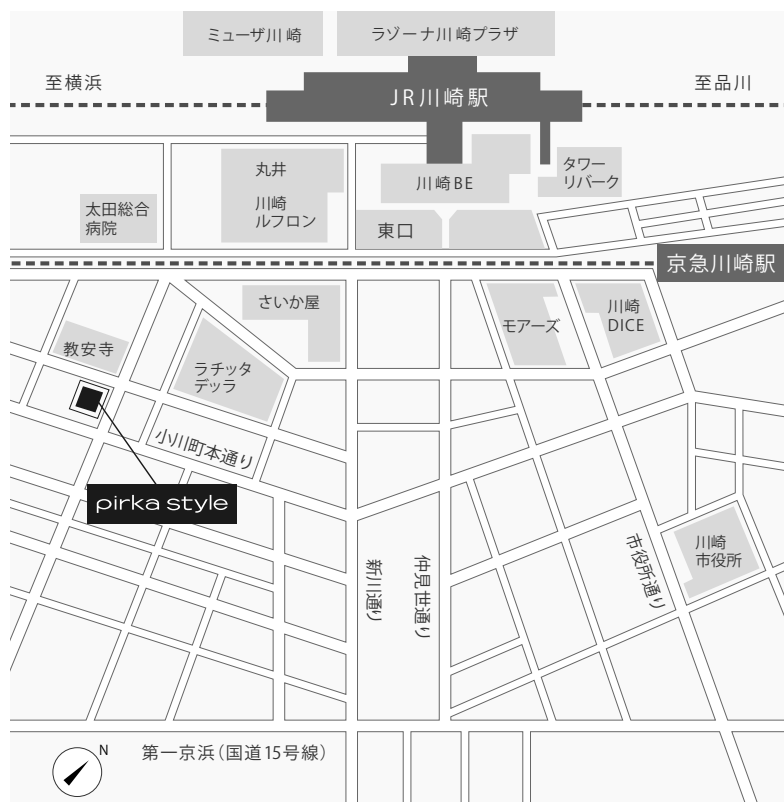 ミューザ川崎
ラゾーナ川崎プラザ
至横浜
至品川
JR川崎駅
丸井
川崎
ルフロン
川崎BE
タワー
リバーク
太田総合
病院
東口
京急川崎駅
さいか屋
モアーズ
川崎
DICE
教安寺
ラチッタ
デッラ
小川町本通り
pirka style
新川通り
仲見世通り
市役所通り
川崎
市役所
N
第一京浜(国道15号線)